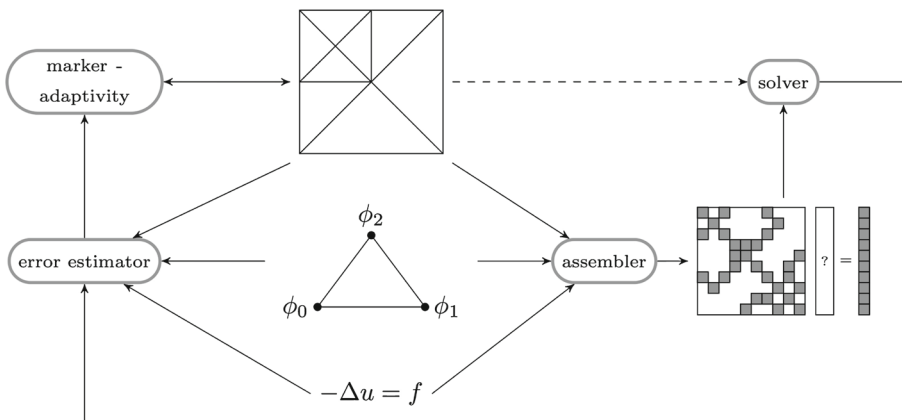 marker -
adaptivity
solver
ϕ₂
error estimator
assembler
? =
ϕ₀
ϕ₁
−Δu = f